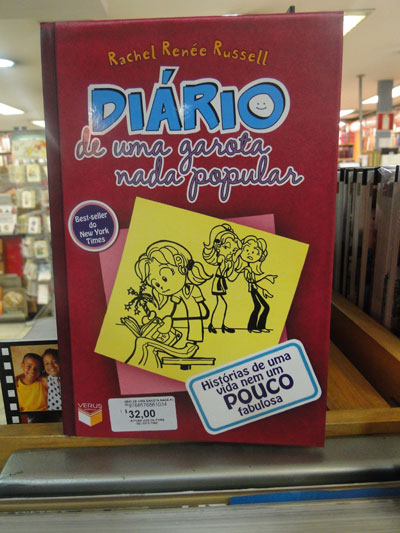 Rachel Renée Russell
DIÁRIO
de uma garota
nada popular
Best-seller
do
New York
Times
Histórias de uma
vida nem um
POUCO
fabulosa
VERUS
32,00